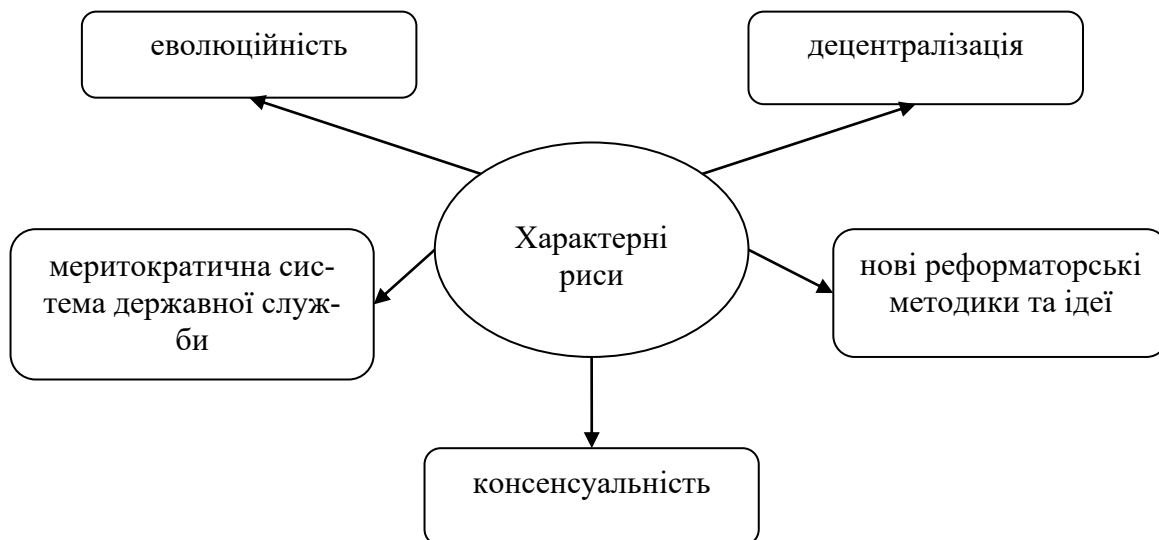 еволюційність
децентралізація
Характерні
риси
меритократична сис-
тема державної служ-
би
нові реформаторські
методики та ідеї
консенсуальність